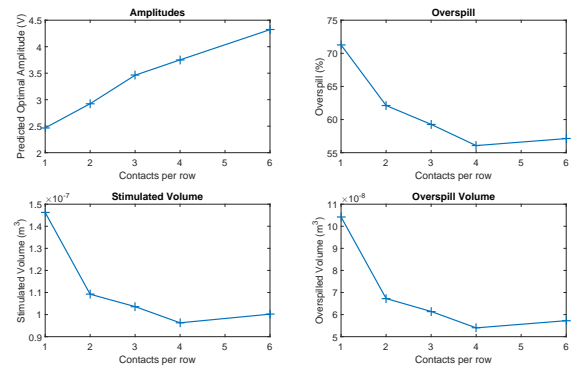 Amplitudes
4.5
4
3.5
3
2.5
2
1 2 3 4 5 6
Predicted Optimal Amplitude (V)
Contacts per row
Overspill
75
70
65
60
55
1 2 3 4 5 6
Overspill (%)
Contacts per row
Stimulated Volume
×10⁻⁷
1.5
1.4
1.3
1.2
1.1
1
0.9
1 2 3 4 5 6
Stimulated Volume (m³)
Contacts per row
Overspill Volume
×10⁻⁸
11
10
9
8
7
6
5
1 2 3 4 5 6
Overspilled Volume (m³)
Contacts per row